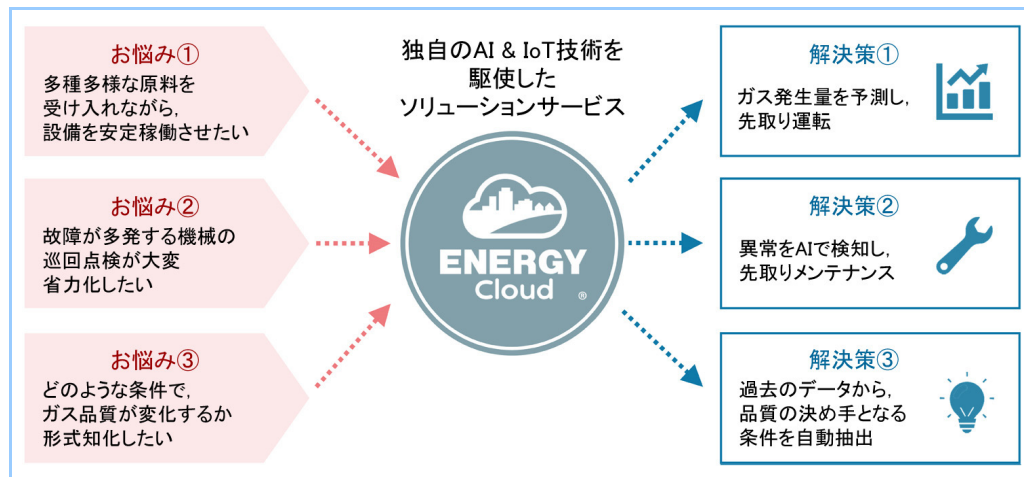 お悩み①
多種多様な原料を
受け入れながら,
設備を安定稼働させたい
お悩み②
故障が多発する機械の
巡回点検が大変
省力化したい
お悩み③
どのような条件で,
ガス品質が変化するか
形式知化したい
独自のAI & IoT技術を
駆使した
ソリューションサービス
ENERGY
Cloud ®
解決策①
ガス発生量を予測し,
先取り運転
解決策②
異常をAIで検知し,
先取りメンテナンス
解決策③
過去のデータから,
品質の決め手となる
条件を自動抽出